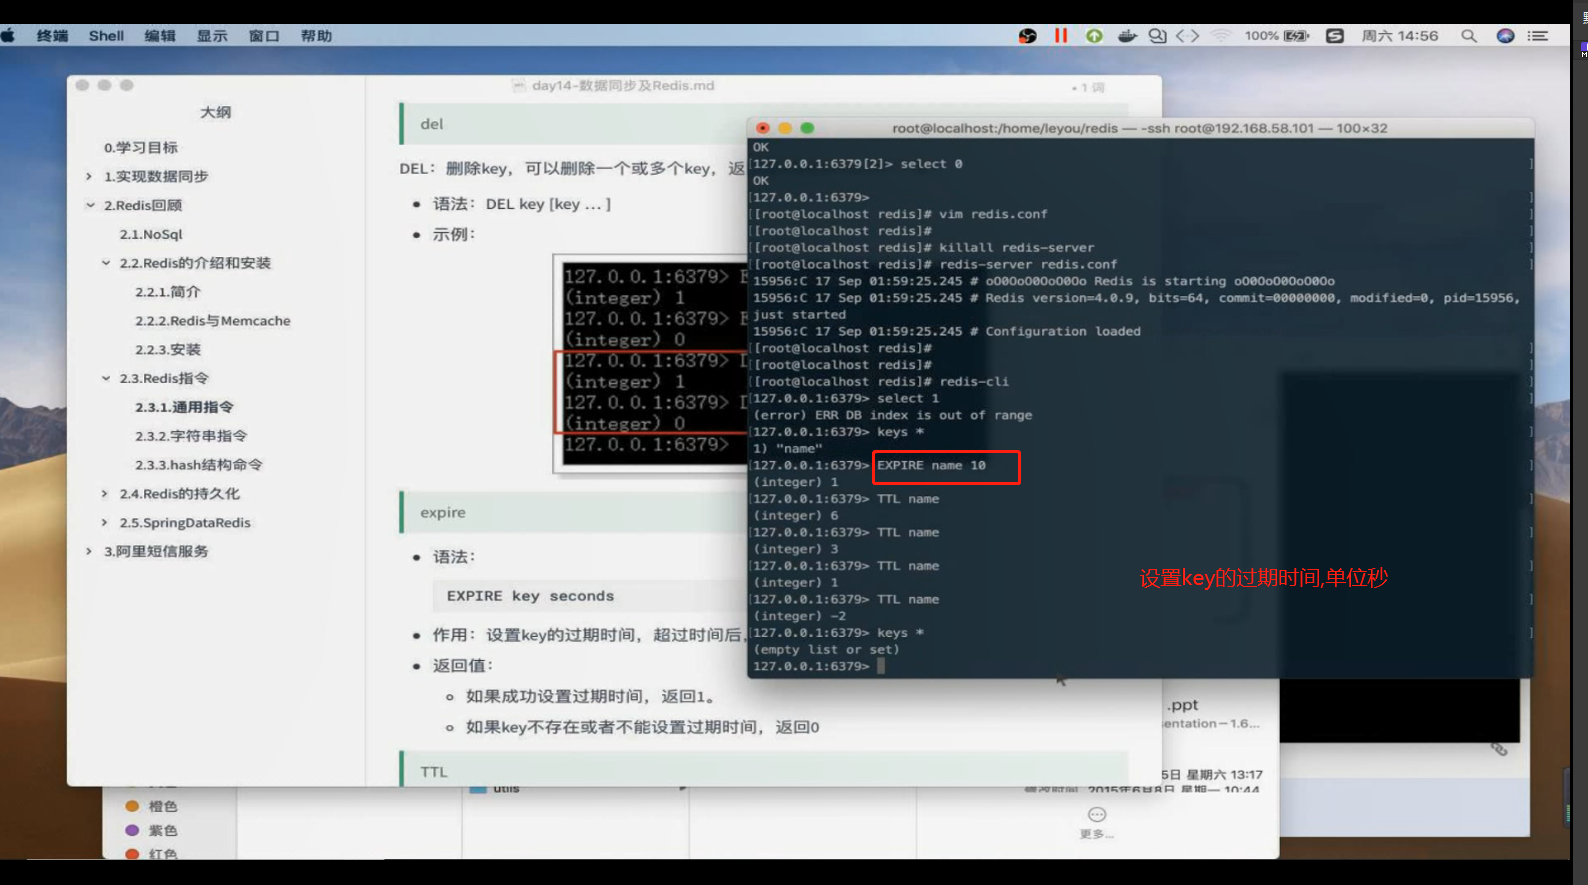 终端 Shell 编辑 显示 窗口 帮助
100% 周六 14:56
day14-数据同步及Redis.md
• 1 词
大纲
0.学习目标
1.实现数据同步
2.Redis回顾
2.1.NoSql
2.2.Redis的介绍和安装
2.2.1.简介
2.2.2.Redis与Memcache
2.2.3.安装
2.3.Redis指令
2.3.1.通用指令
2.3.2.字符串指令
2.3.3.hash结构命令
2.4.Redis的持久化
2.5.SpringDataRedis
3.阿里短信服务
del
DEL：删除key，可以删除一个或多个key，返
语法：DEL key [key ... ]
示例：
127.0.0.1:6379>
(integer) 1
127.0.0.1:6379>
(integer) 0
127.0.0.1:6379>
(integer) 1
127.0.0.1:6379>
(integer) 0
127.0.0.1:6379>
expire
语法：
EXPIRE key seconds
作用：设置key的过期时间，超过时间后，
返回值：
如果成功设置过期时间，返回1。
如果key不存在或者不能设置过期时间，返回0
TTL
root@localhost:/home/leyou/redis — -ssh root@192.168.58.101 — 100×32
OK
[127.0.0.1:6379[2]> select 0
OK
[127.0.0.1:6379>
[[root@localhost redis]# vim redis.conf
[[root@localhost redis]#
[[root@localhost redis]# killall redis-server
[[root@localhost redis]# redis-server redis.conf
15956:C 17 Sep 01:59:25.245 # oO0OoO0OoO0Oo Redis is starting oO0OoO0OoO0Oo
15956:C 17 Sep 01:59:25.245 # Redis version=4.0.9, bits=64, commit=00000000, modified=0, pid=15956,
just started
15956:C 17 Sep 01:59:25.245 # Configuration loaded
[[root@localhost redis]#
[[root@localhost redis]#
[[root@localhost redis]# redis-cli
[127.0.0.1:6379> select 1
(error) ERR DB index is out of range
[127.0.0.1:6379> keys *
1) "name"
[127.0.0.1:6379> EXPIRE name 10
(integer) 1
[127.0.0.1:6379> TTL name
(integer) 6
[127.0.0.1:6379> TTL name
(integer) 3
[127.0.0.1:6379> TTL name
(integer) 1
[127.0.0.1:6379> TTL name
(integer) -2
[127.0.0.1:6379> keys *
(empty list or set)
127.0.0.1:6379>
设置key的过期时间,单位秒
.ppt
entation – 1.6...
5日 星期六 13:17
修改时间 2015年6月8日 星期一 10:44
更多...
utils
橙色
紫色
红色